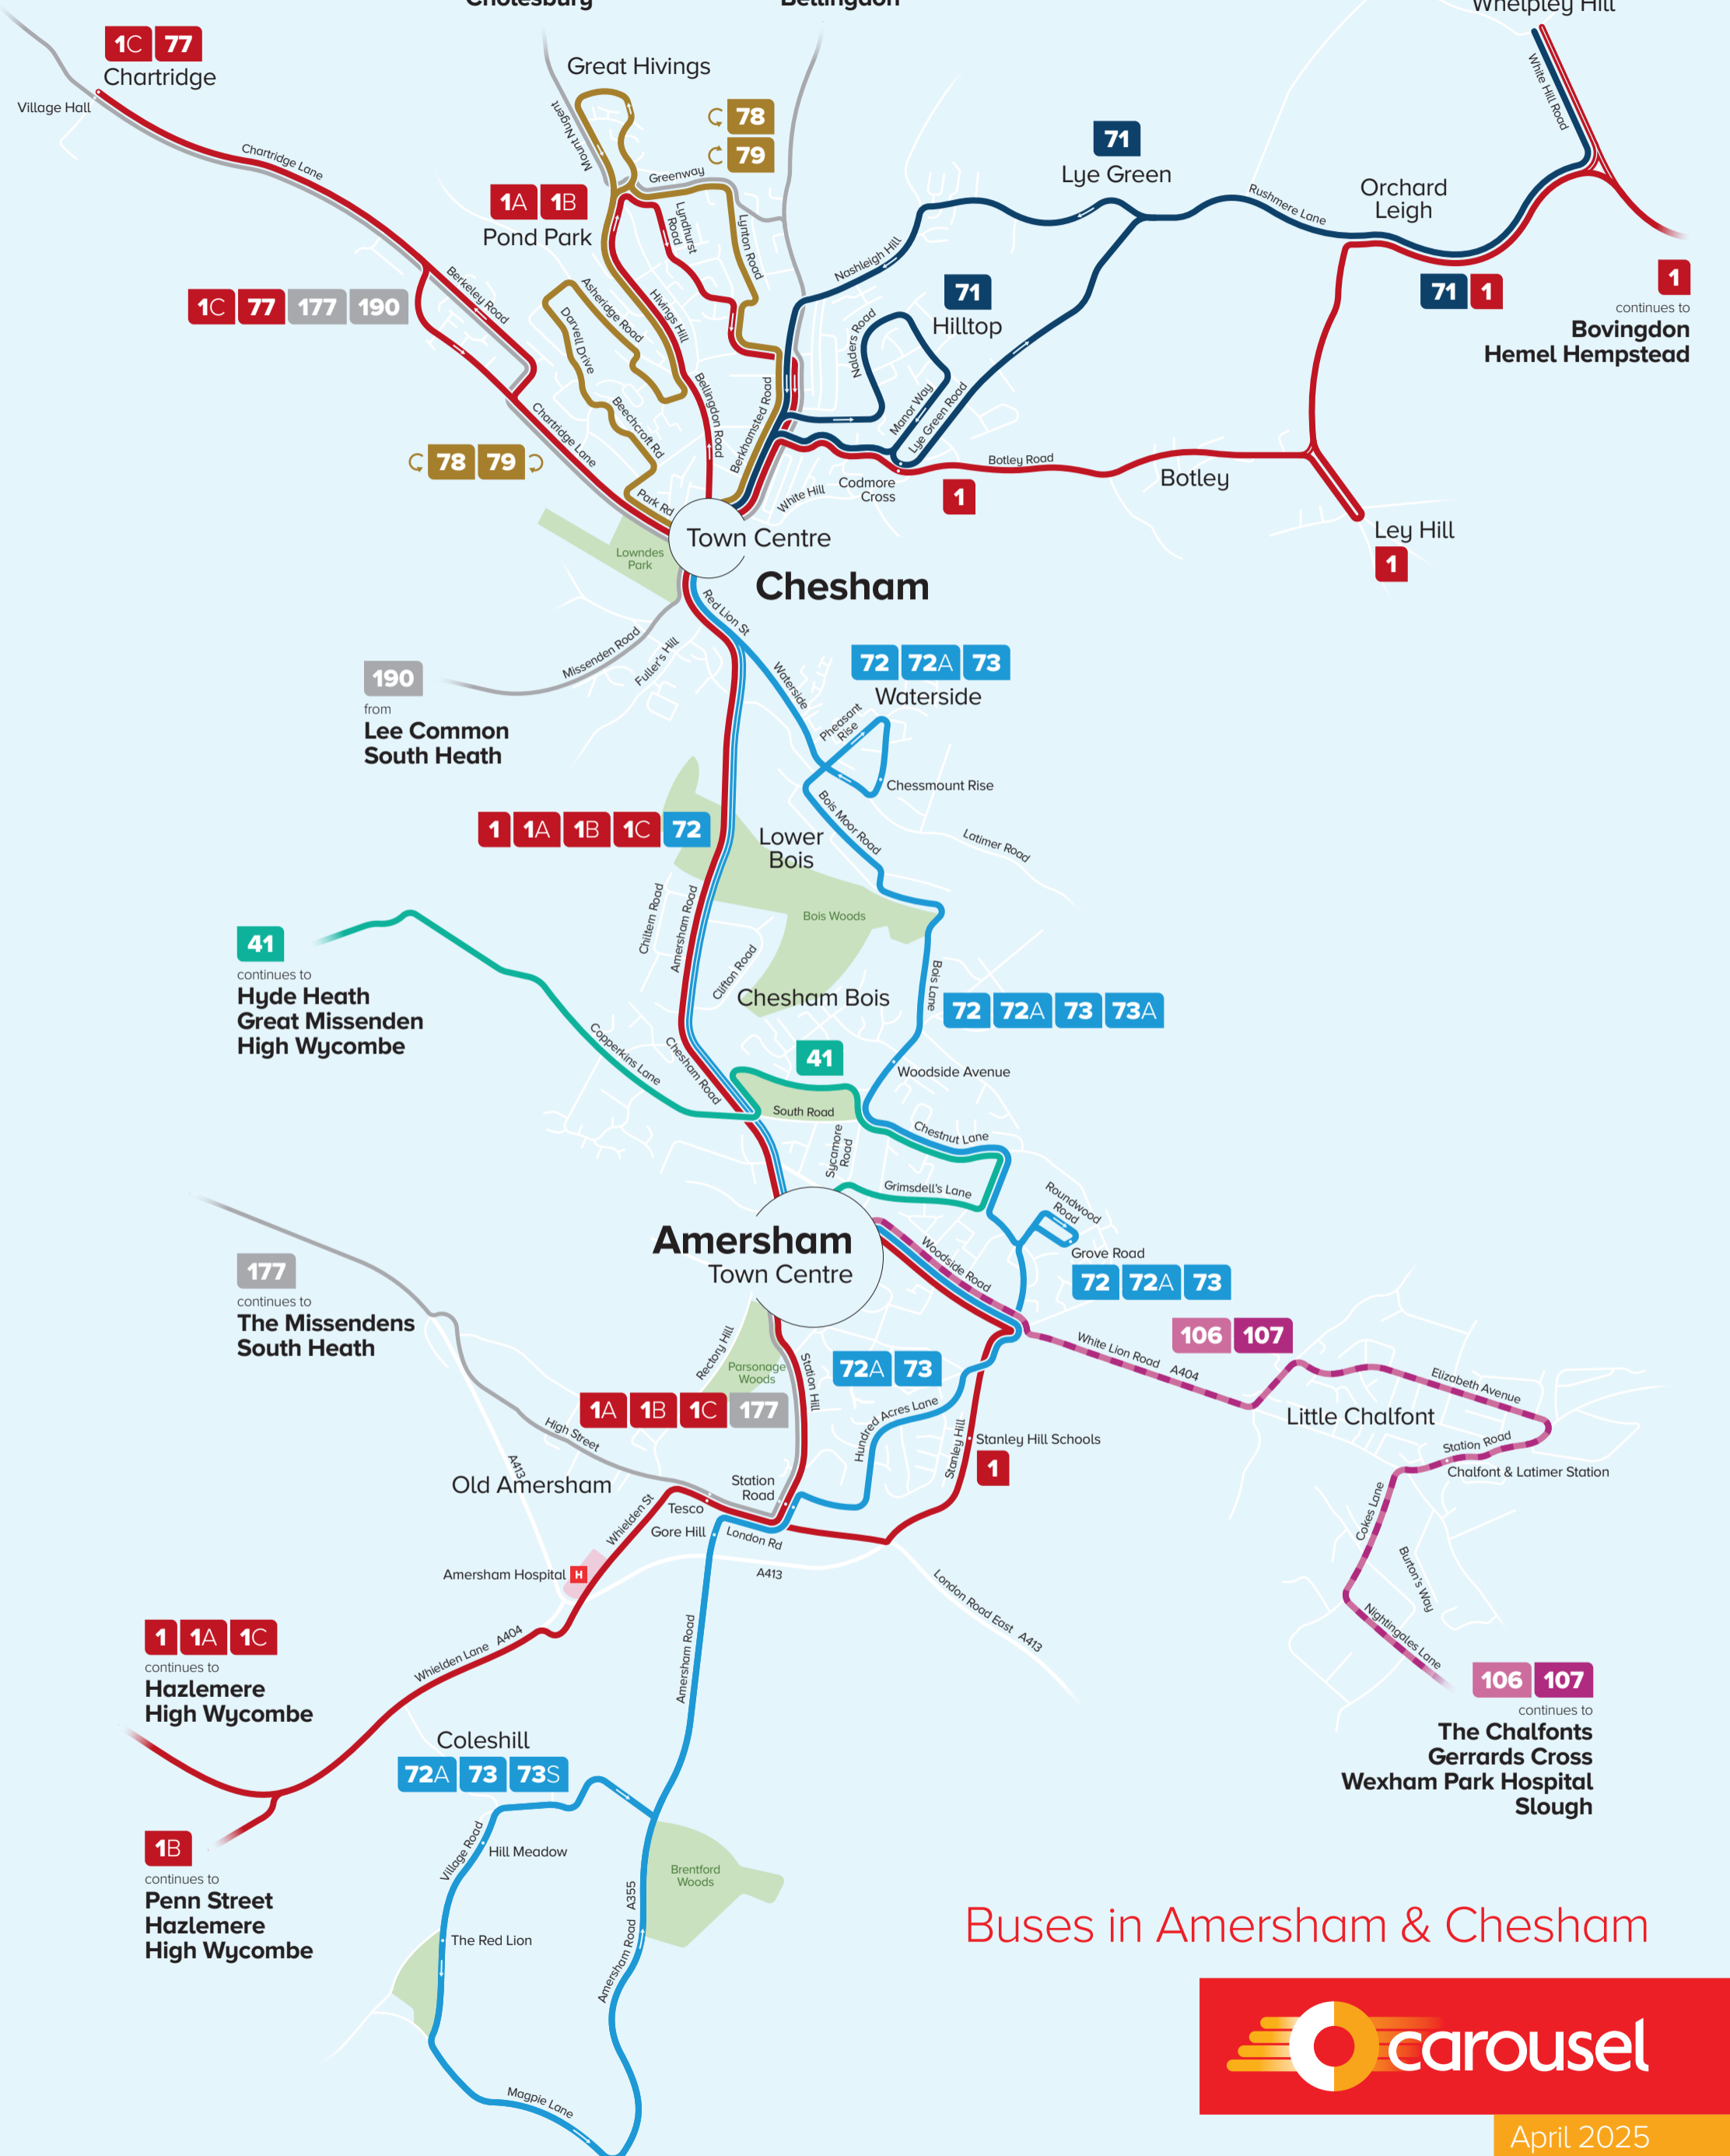 Cholesbury
Bellingdon
Whelpley Hill
1C 77
Chartridge
Village Hall
Chartridge Lane
Great Hivings
Mount Nugent
78
79
Greenway
1A 1B
Pond Park
Lyndhurst
Road
Lynton Road
71
Lye Green
Rushmere Lane
Orchard
Leigh
White Hill Road
Nashleigh Hill
71 1
1
continues to
Bovingdon
Hemel Hempstead
1C 77 177 190
Berkeley Road
Asheridge Road
Darvell Drive
Hivings Hill
71
Hilltop
Nalders Road
Manor Way
Lye Green Road
Beechcroft Rd
Bellingdon Road
Berkhamsted Road
Chartridge Lane
78 79
Park Rd
White Hill
Codmore
Cross
Botley Road
1
Botley
Ley Hill
1
Town Centre
Chesham
Lowndes
Park
Red Lion St
Missenden Road
Fuller's Hill
190
from
Lee Common
South Heath
Waterside
72 72A 73
Waterside
Pheasant
Rise
Chessmount Rise
Bois Moor Road
Latimer Road
1 1A 1B 1C 72
Lower
Bois
Bois Woods
Chiltern Road
Amersham Road
Clifton Road
Chesham Bois
Bois Lane
72 72A 73 73A
41
continues to
Hyde Heath
Great Missenden
High Wycombe
Copperkins Lane
Chesham Road
41
Woodside Avenue
South Road
Sycamore
Road
Chestnut Lane
Grimsdell's Lane
Roundwood
Road
Grove Road
72 72A 73
Amersham
Town Centre
Woodside Road
177
continues to
The Missendens
South Heath
106 107
White Lion Road A404
Elizabeth Avenue
Little Chalfont
Station Road
Chalfont & Latimer Station
Cokes Lane
Burton's Way
Nightingales Lane
Rectory Hill
Parsonage
Woods
Station Hill
72A 73
1A 1B 1C 177
Hundred Acres Lane
Stanley Hill
Stanley Hill Schools
1
High Street
A413
Old Amersham
Station
Road
Tesco
Whielden St
Gore Hill
London Rd
A413
Amersham Hospital H
London Road East A413
1 1A 1C
continues to
Hazlemere
High Wycombe
Whielden Lane A404
Amersham Road
106 107
continues to
The Chalfonts
Gerrards Cross
Wexham Park Hospital
Slough
Coleshill
72A 73 73S
Village Road
Hill Meadow
1B
continues to
Penn Street
Hazlemere
High Wycombe
Brentford
Woods
Amersham Road A355
The Red Lion
Magpie Lane
Buses in Amersham & Chesham
carousel
April 2025